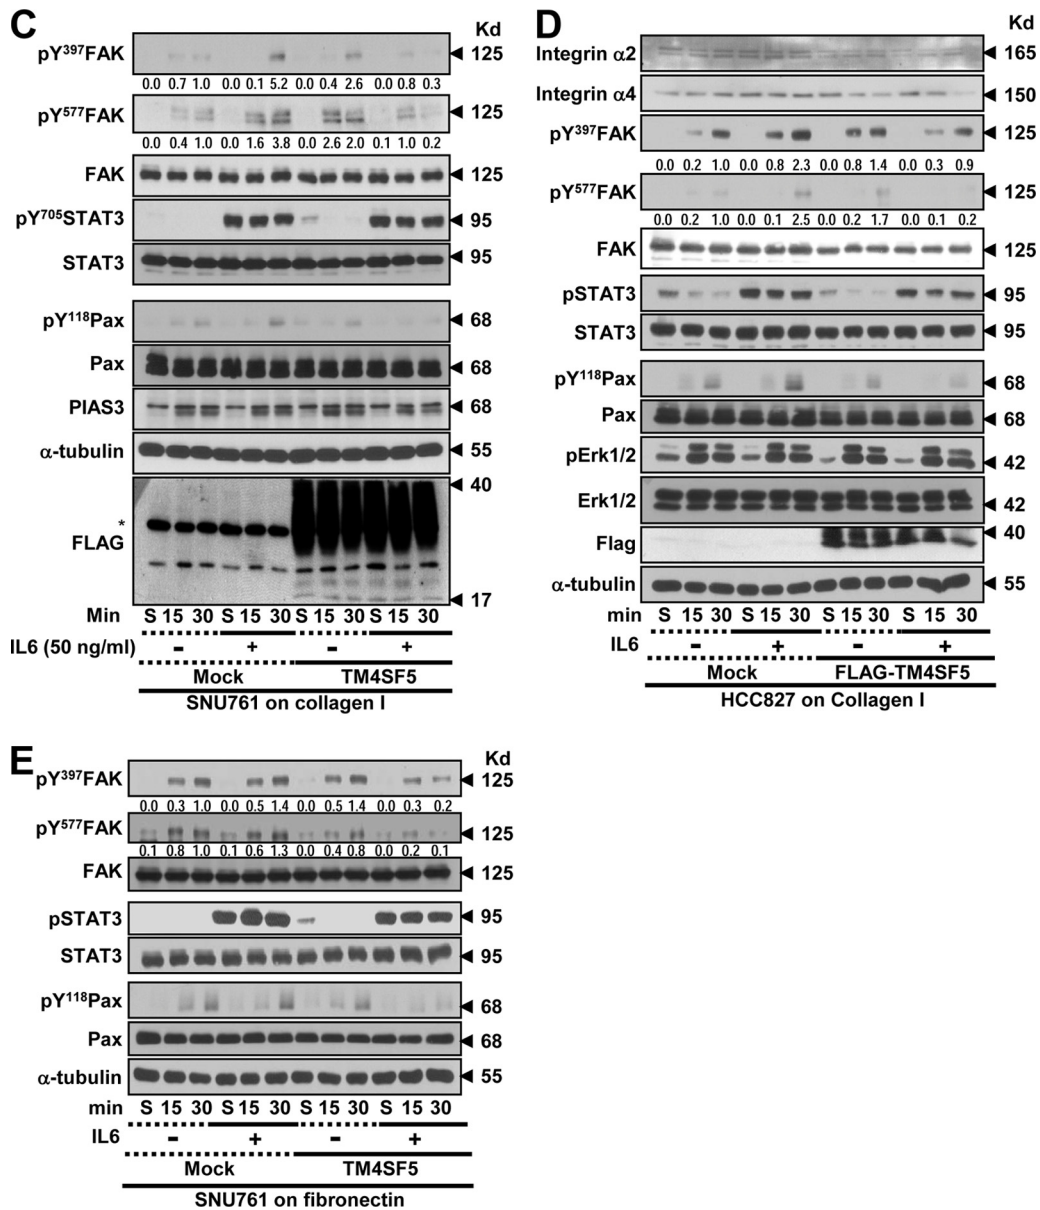 C
Kd
pY397FAK 125
0.0 0.7 1.0 0.0 0.1 5.2 0.0 0.4 2.6 0.0 0.8 0.3
pY577FAK 125
0.0 0.4 1.0 0.0 1.6 3.8 0.0 2.6 2.0 0.1 1.0 0.2
FAK 125
pY705STAT3 95
STAT3 95
pY118Pax 68
Pax 68
PIAS3 68
α-tubulin 55
40
*
FLAG
17
Min S 15 30 S 15 30 S 15 30 S 15 30
IL6 (50 ng/ml) - + - +
Mock TM4SF5
SNU761 on collagen I
D
Kd
Integrin α2 165
Integrin α4 150
pY397FAK 125
0.0 0.2 1.0 0.0 0.8 2.3 0.0 0.8 1.4 0.0 0.3 0.9
pY577FAK 125
0.0 0.2 1.0 0.0 0.1 2.5 0.0 0.2 1.7 0.0 0.1 0.2
FAK 125
pSTAT3 95
STAT3 95
pY118Pax 68
Pax 68
pErk1/2 42
Erk1/2 42
Flag 40
α-tubulin 55
min S 15 30 S 15 30 S 15 30 S 15 30
IL6 - + - +
Mock FLAG-TM4SF5
HCC827 on Collagen I
E
Kd
pY397FAK 125
0.0 0.3 1.0 0.0 0.5 1.4 0.0 0.5 1.4 0.0 0.3 0.2
pY577FAK 125
0.1 0.8 1.0 0.1 0.6 1.3 0.0 0.4 0.8 0.0 0.2 0.1
FAK 125
pSTAT3 95
STAT3 95
pY118Pax 68
Pax 68
α-tubulin 55
min S 15 30 S 15 30 S 15 30 S 15 30
IL6 - + - +
Mock TM4SF5
SNU761 on fibronectin